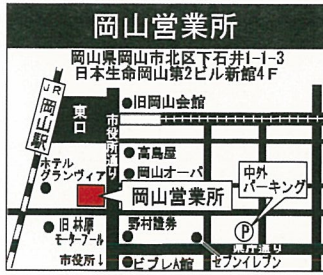 岡山営業所
岡山県岡山市北区下石井1-1-3
日本生命岡山第2ビル新館4F
JR
岡山駅
東口
市役所通り
旧岡山会館
高島屋
岡山オーパ
ホテル
グランヴィア
岡山営業所
中外
パーキング
旧林原
モータープール
野村證券
P
県庁通り
市役所↓
ビブレA館
セブンイレブン